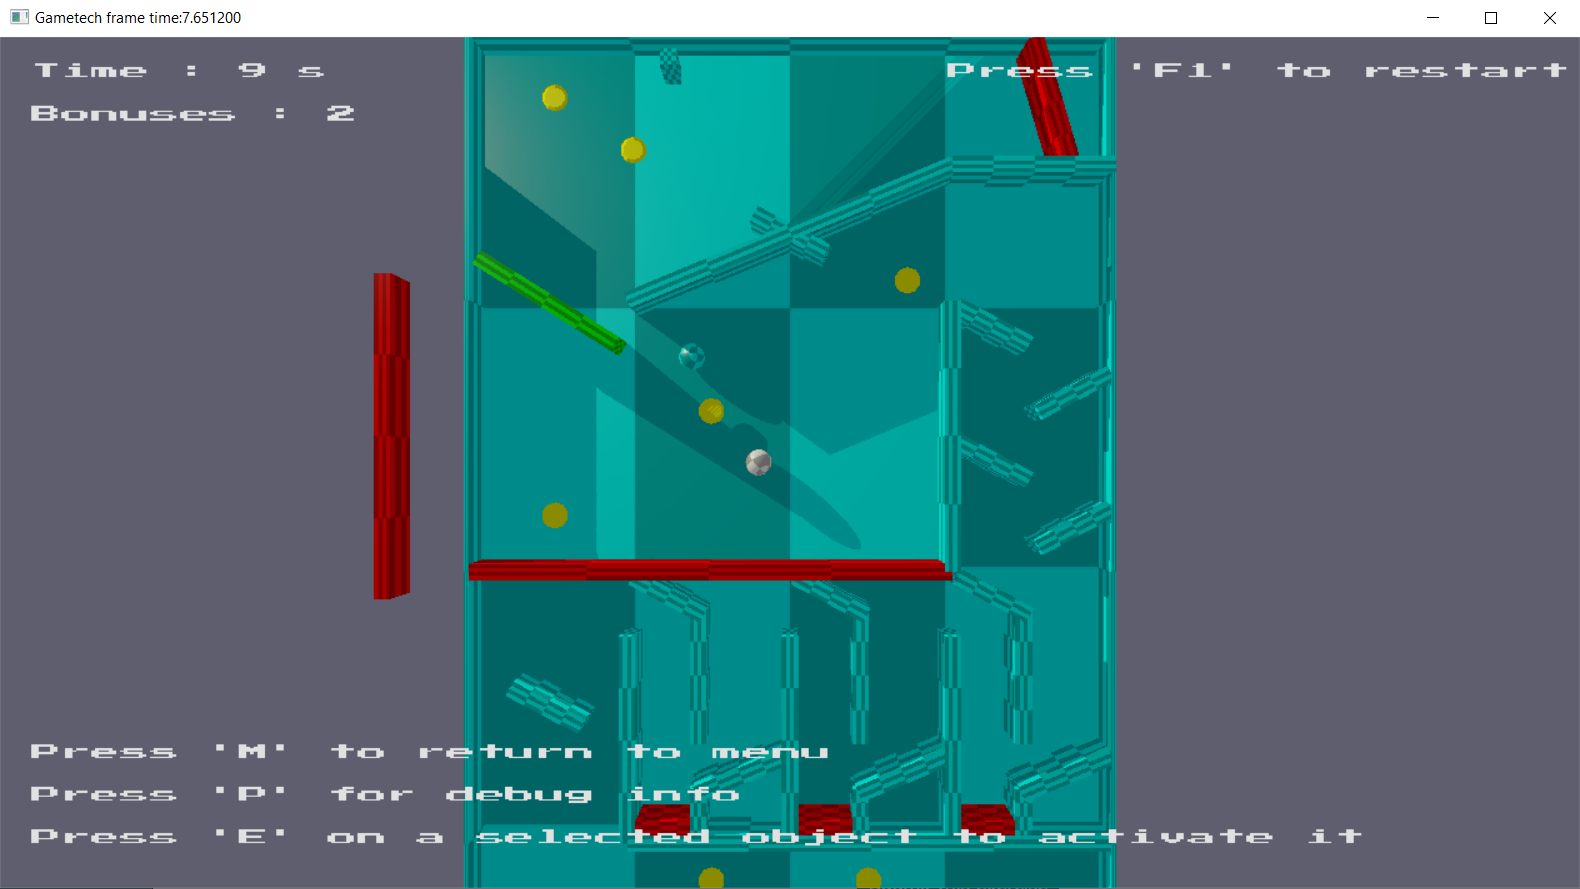 Gametech frame time:7.651200
Time : 9 s
Press 'F1' to restart
Bonuses : 2
Press 'M' to return to menu
Press 'P' for debug info
Press 'E' on a selected object to activate it